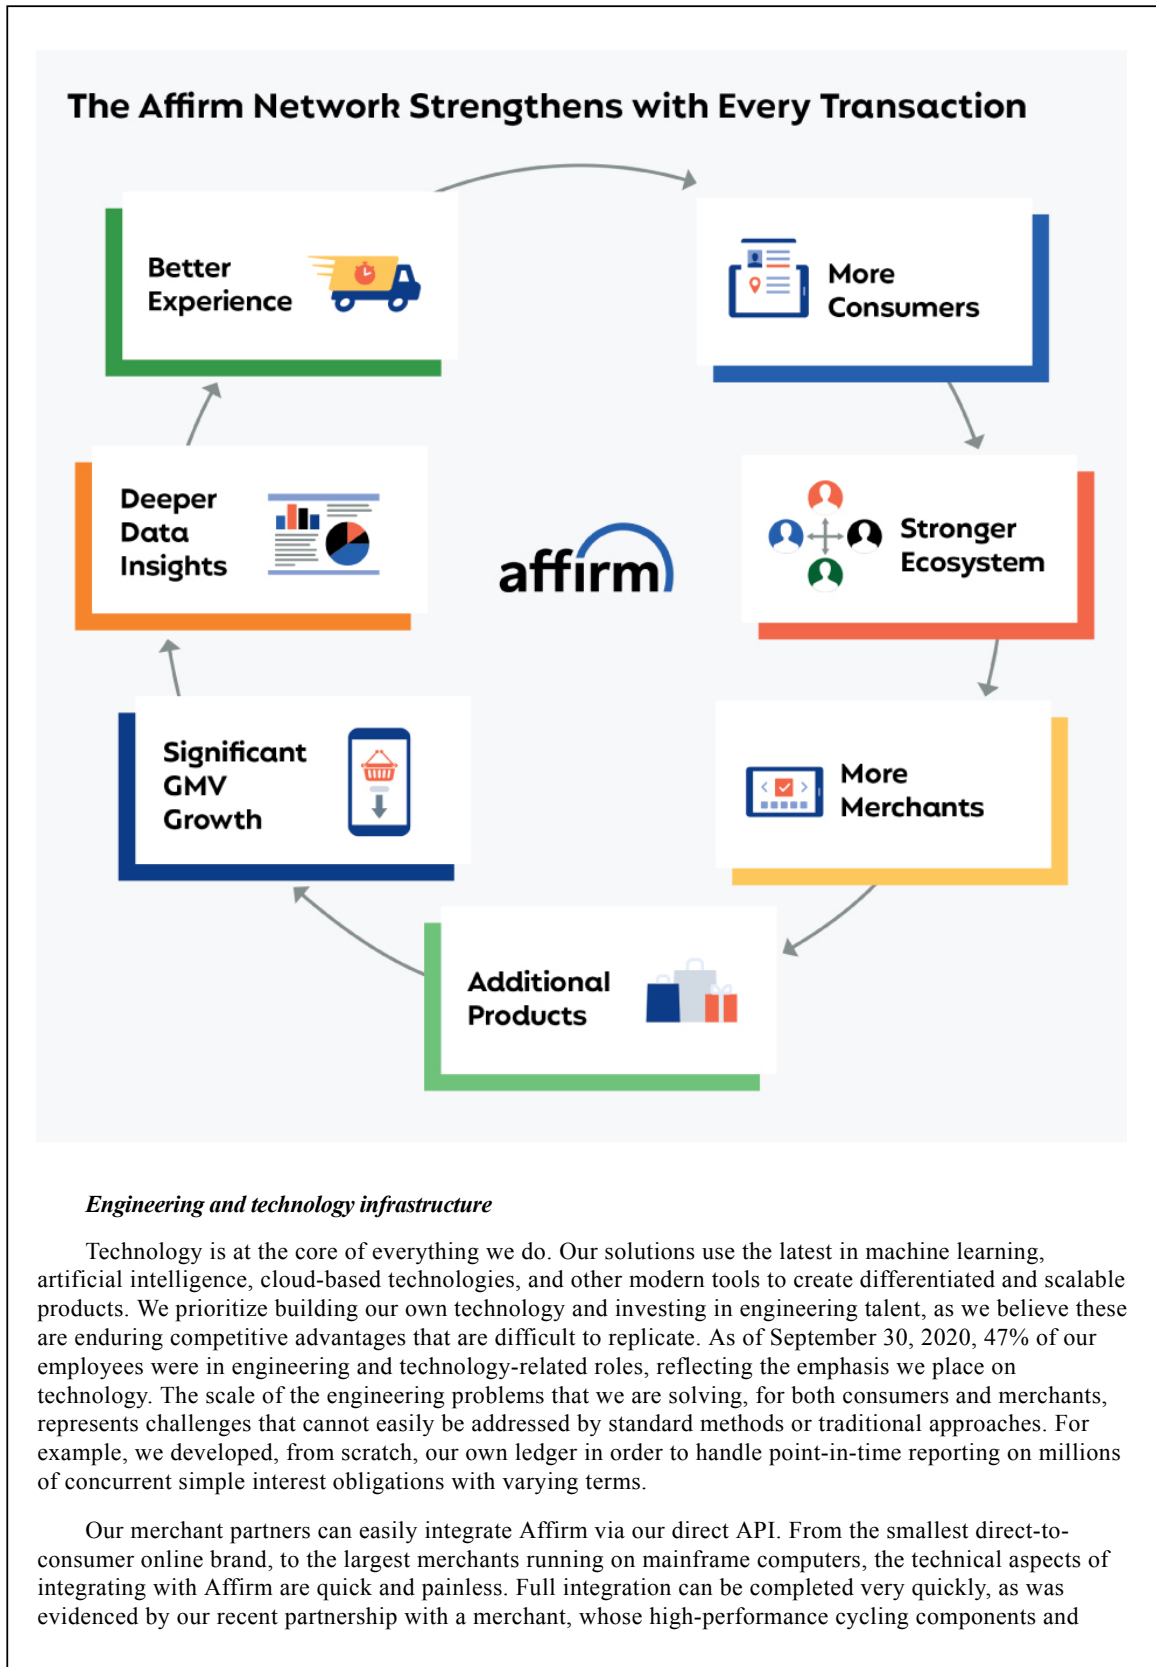 The Affirm Network Strengthens with Every Transaction
Better
Experience
More
Consumers
Deeper
Data
Insights
affirm
Stronger
Ecosystem
Significant
GMV
Growth
More
Merchants
Additional
Products
Engineering and technology infrastructure
Technology is at the core of everything we do. Our solutions use the latest in machine learning,
artificial intelligence, cloud-based technologies, and other modern tools to create differentiated and scalable
products. We prioritize building our own technology and investing in engineering talent, as we believe these
are enduring competitive advantages that are difficult to replicate. As of September 30, 2020, 47% of our
employees were in engineering and technology-related roles, reflecting the emphasis we place on
technology. The scale of the engineering problems that we are solving, for both consumers and merchants,
represents challenges that cannot easily be addressed by standard methods or traditional approaches. For
example, we developed, from scratch, our own ledger in order to handle point-in-time reporting on millions
of concurrent simple interest obligations with varying terms.
Our merchant partners can easily integrate Affirm via our direct API. From the smallest direct-to-
consumer online brand, to the largest merchants running on mainframe computers, the technical aspects of
integrating with Affirm are quick and painless. Full integration can be completed very quickly, as was
evidenced by our recent partnership with a merchant, whose high-performance cycling components and